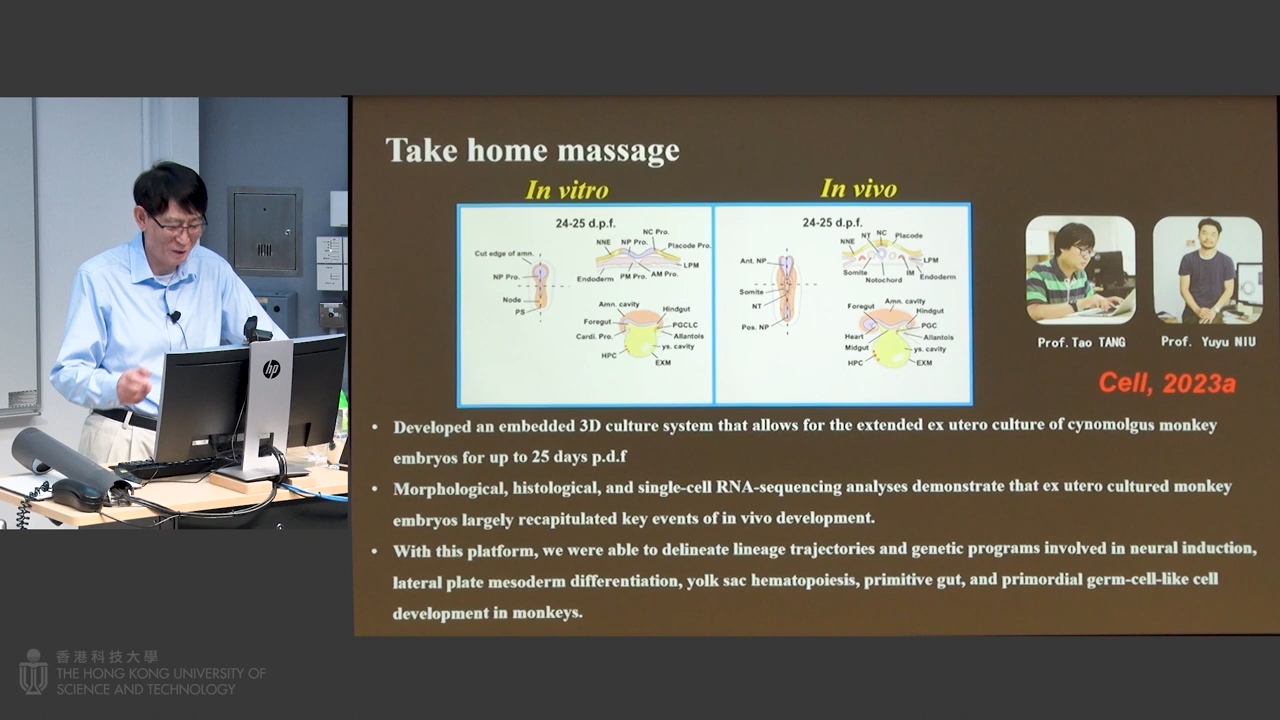 Take home massage
In vitro
In vivo
24-25 d.p.f.
NC Pro.
NNE
NP Pro.
Placode Pro.
Cut edge of amn.
LPM
NP Pro.
Endoderm
PM Pro.
AM Pro.
Node
PS
Amn. cavity
Hindgut
Foregut
PGCLC
Cardi. Pro.
Allantois
ys. cavity
HPC
EXM
24-25 d.p.f.
NT
NC
Placode
NNE
Ant. NP
LPM
Somite
IM
Endoderm
Notochord
Somite
NT
Pos. NP
Amn. cavity
Foregut
Hindgut
PGC
Heart
Allantois
Midgut
ys. cavity
HPC
EXM
Prof.Tao TANG
Prof. Yuyu NIU
Cell, 2023a
• Developed an embedded 3D culture system that allows for the extended ex utero culture of cynomolgus monkey
embryos for up to 25 days p.d.f
• Morphological, histological, and single-cell RNA-sequencing analyses demonstrate that ex utero cultured monkey
embryos largely recapitulated key events of in vivo development.
• With this platform, we were able to delineate lineage trajectories and genetic programs involved in neural induction,
lateral plate mesoderm differentiation, yolk sac hematopoiesis, primitive gut, and primordial germ-cell-like cell
development in monkeys.
hp
香港科技大學
THE HONG KONG UNIVERSITY OF
SCIENCE AND TECHNOLOGY